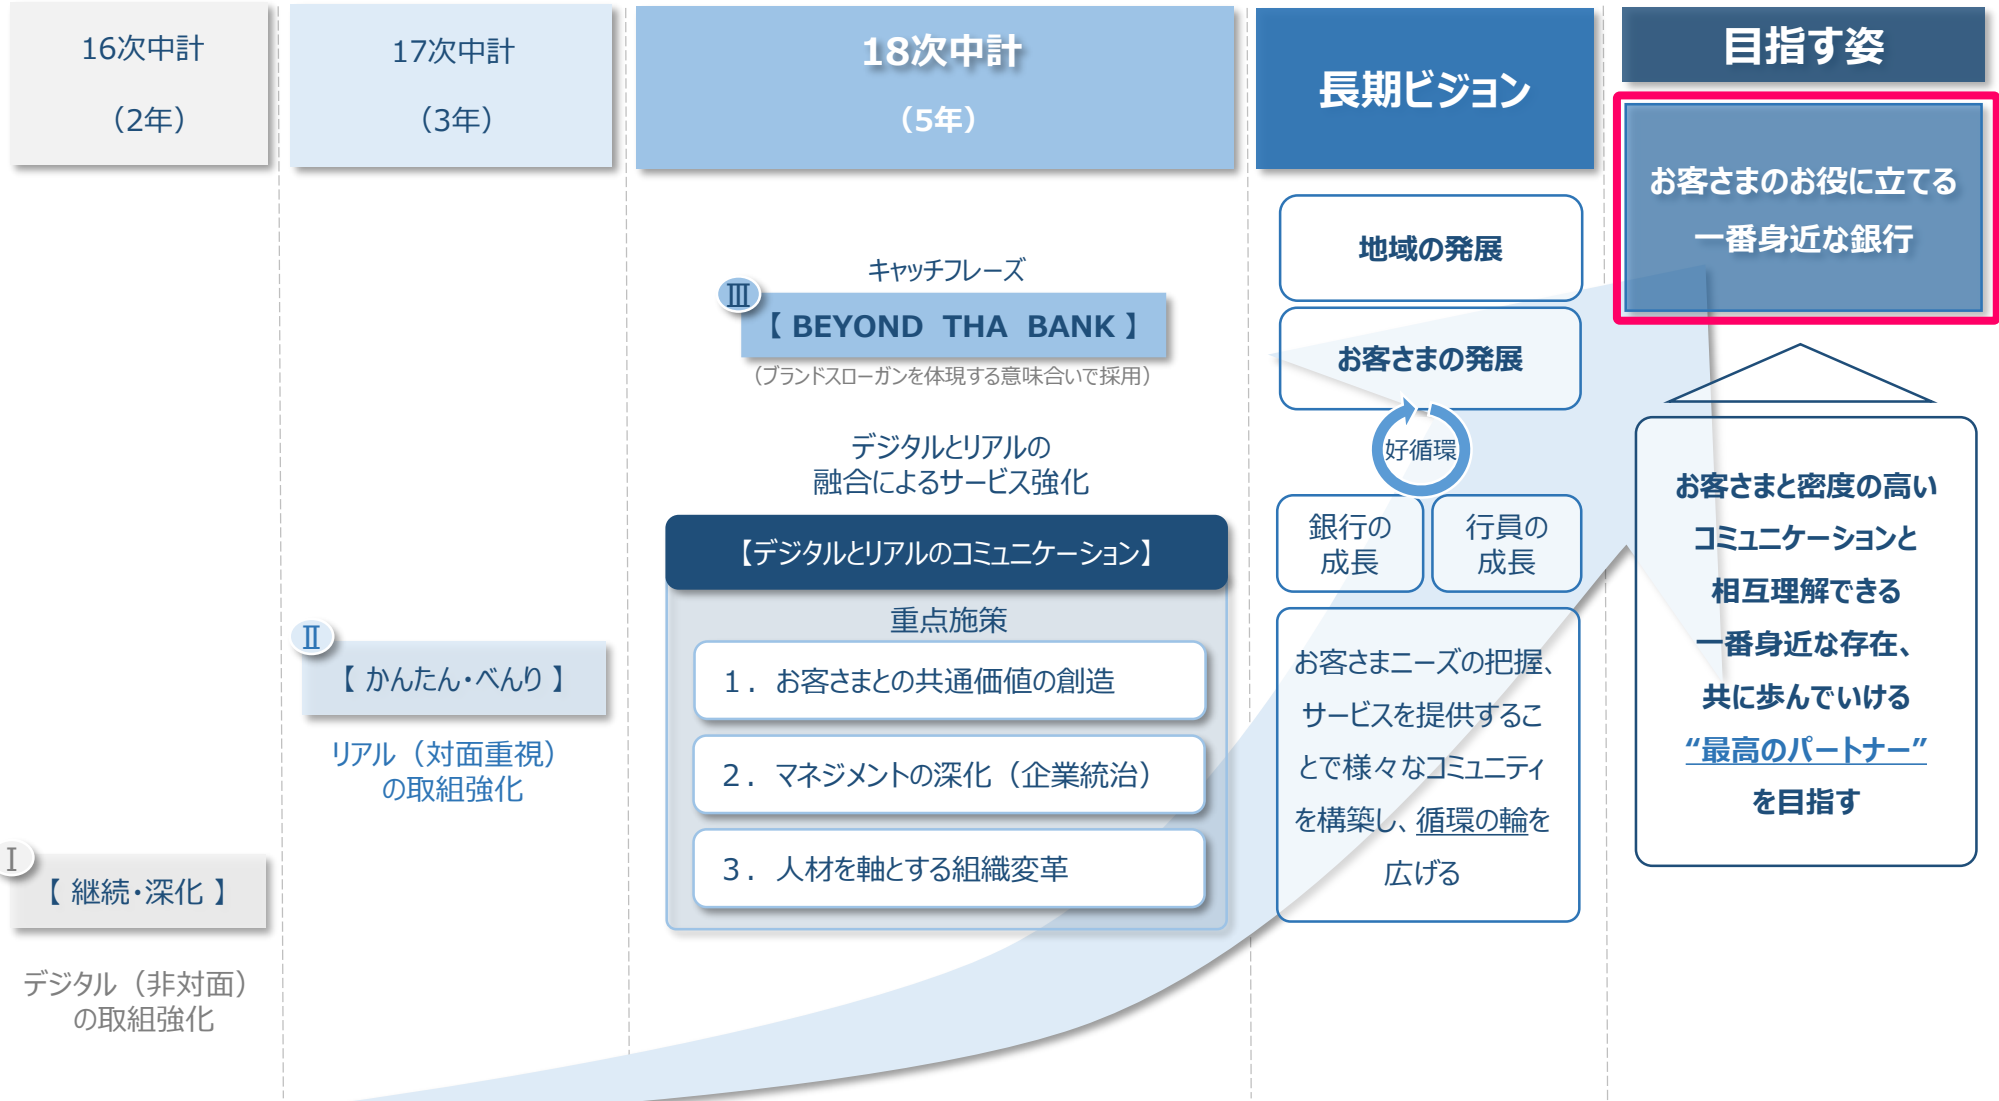 16次中計
（2年）
17次中計
（3年）
18次中計
（5年）
長期ビジョン
目指す姿
お客さまのお役に立てる
一番身近な銀行
Ⅰ
【 継続・深化 】
デジタル（非対面）
の取組強化
Ⅱ
【 かんたん・べんり 】
リアル（対面重視）
の取組強化
キャッチフレーズ
Ⅲ
【 BEYOND THA BANK 】
（ブランドスローガンを体現する意味合いで採用）
デジタルとリアルの
融合によるサービス強化
【デジタルとリアルのコミュニケーション】
重点施策
1. お客さまとの共通価値の創造
2. マネジメントの深化（企業統治）
3. 人材を軸とする組織変革
地域の発展
お客さまの発展
好循環
銀行の
成長
行員の
成長
お客さまニーズの把握、
サービスを提供するこ
とで様々なコミュニティ
を構築し、循環の輪を
広げる
お客さまと密度の高い
コミュニケーションと
相互理解できる
一番身近な存在、
共に歩んでいける
“最高のパートナー”
を目指す